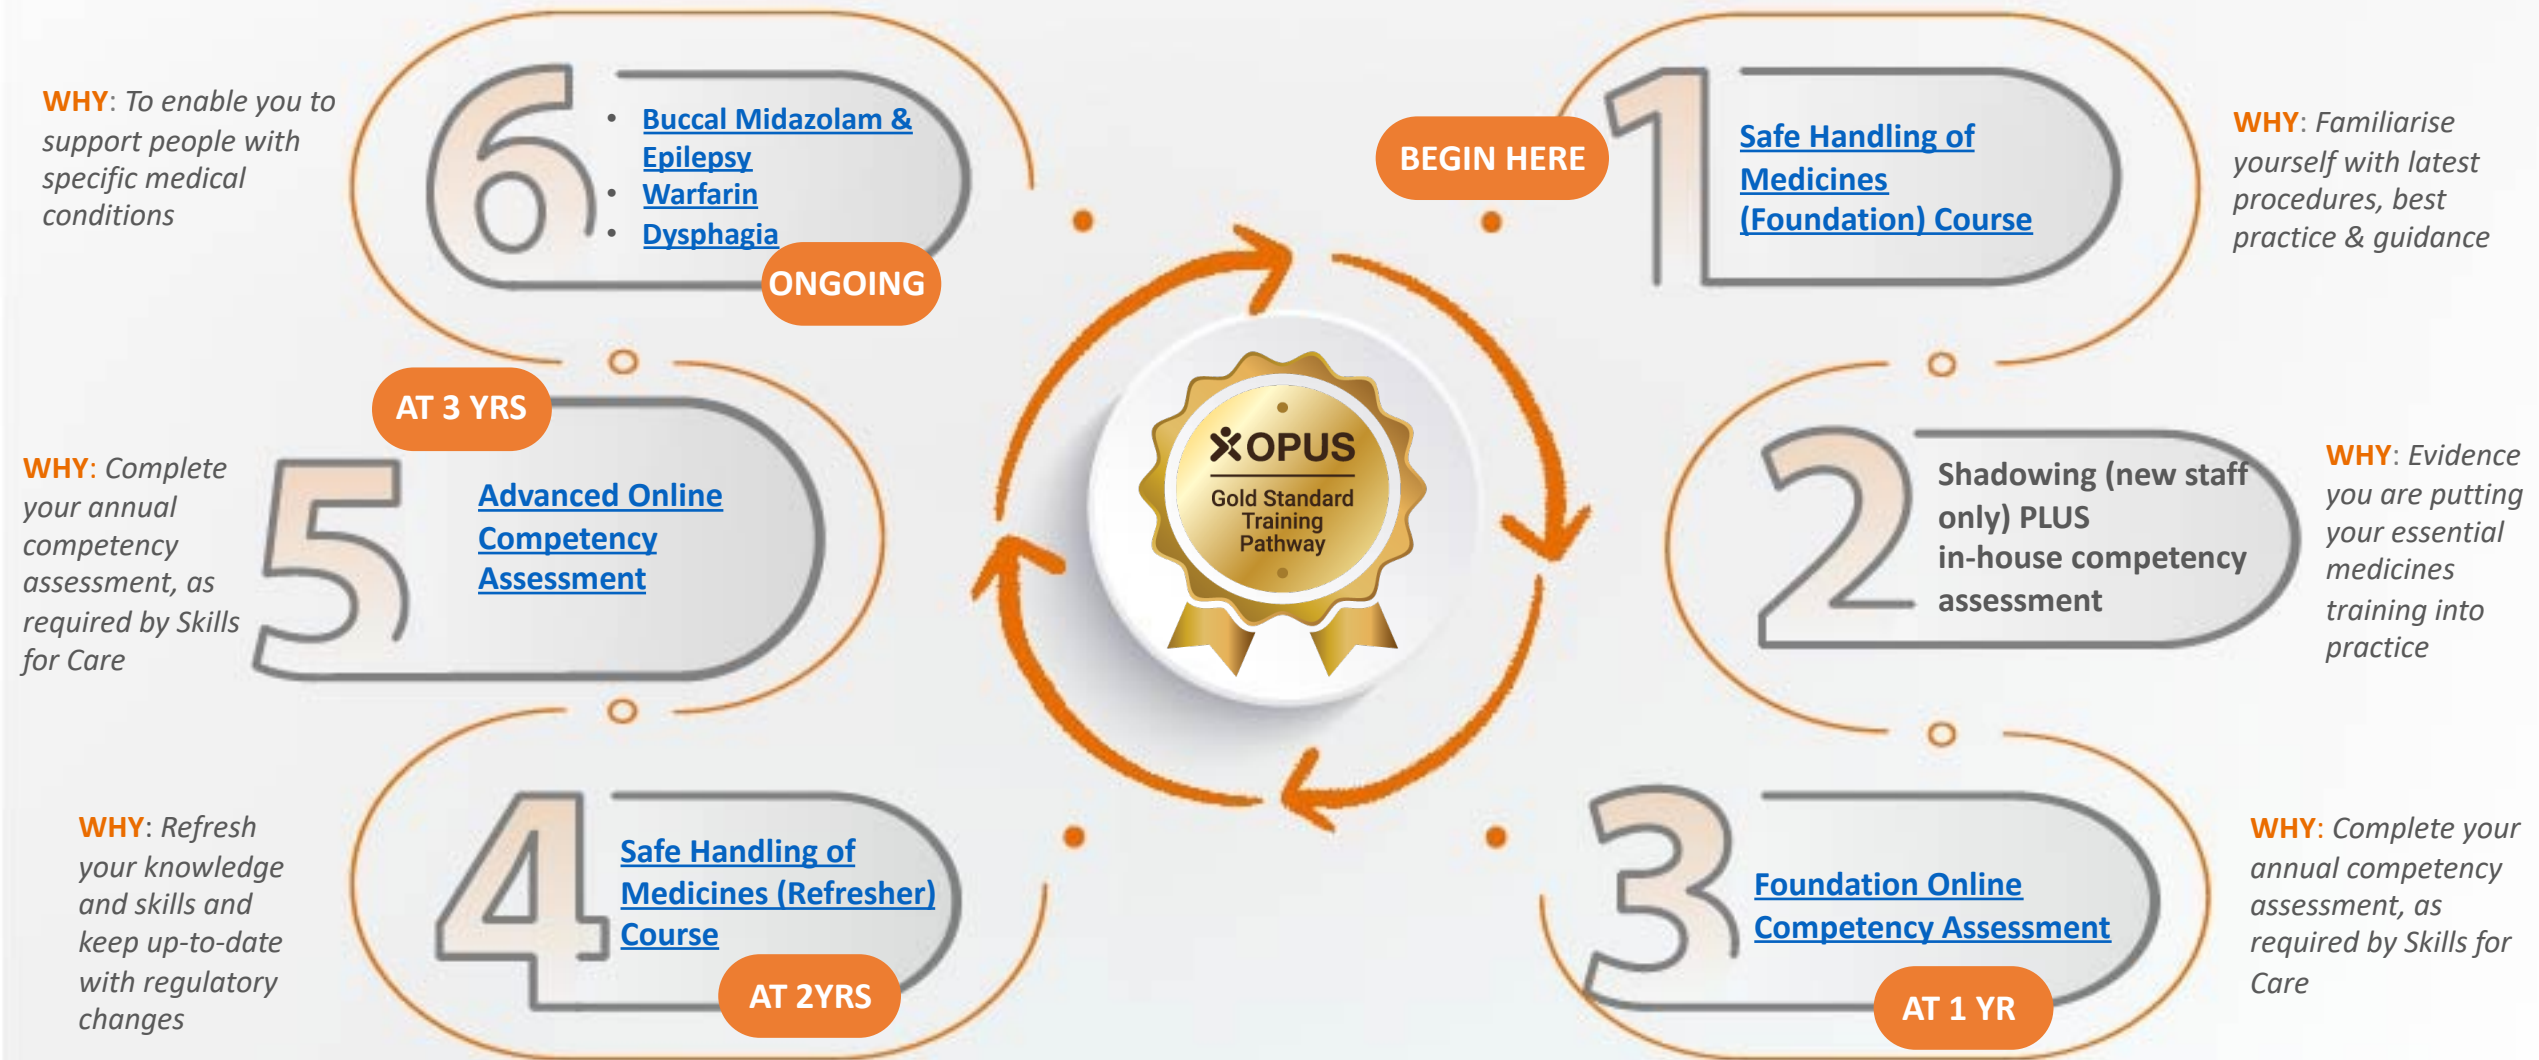 BEGIN HERE
1
Safe Handling of
Medicines
(Foundation) Course
WHY: Familiarise
yourself with latest
procedures, best
practice & guidance
2
Shadowing (new staff
only) PLUS
in-house competency
assessment
WHY: Evidence
you are putting
your essential
medicines
training into
practice
3
Foundation Online
Competency Assessment
AT 1 YR
WHY: Complete your
annual competency
assessment, as
required by Skills for
Care
4
Safe Handling of
Medicines (Refresher)
Course
AT 2YRS
WHY: Refresh
your knowledge
and skills and
keep up-to-date
with regulatory
changes
5
AT 3 YRS
Advanced Online
Competency
Assessment
WHY: Complete
your annual
competency
assessment, as
required by Skills
for Care
6
• Buccal Midazolam &
Epilepsy
• Warfarin
• Dysphagia
ONGOING
WHY: To enable you to
support people with
specific medical
conditions
OPUS
Gold Standard
Training
Pathway